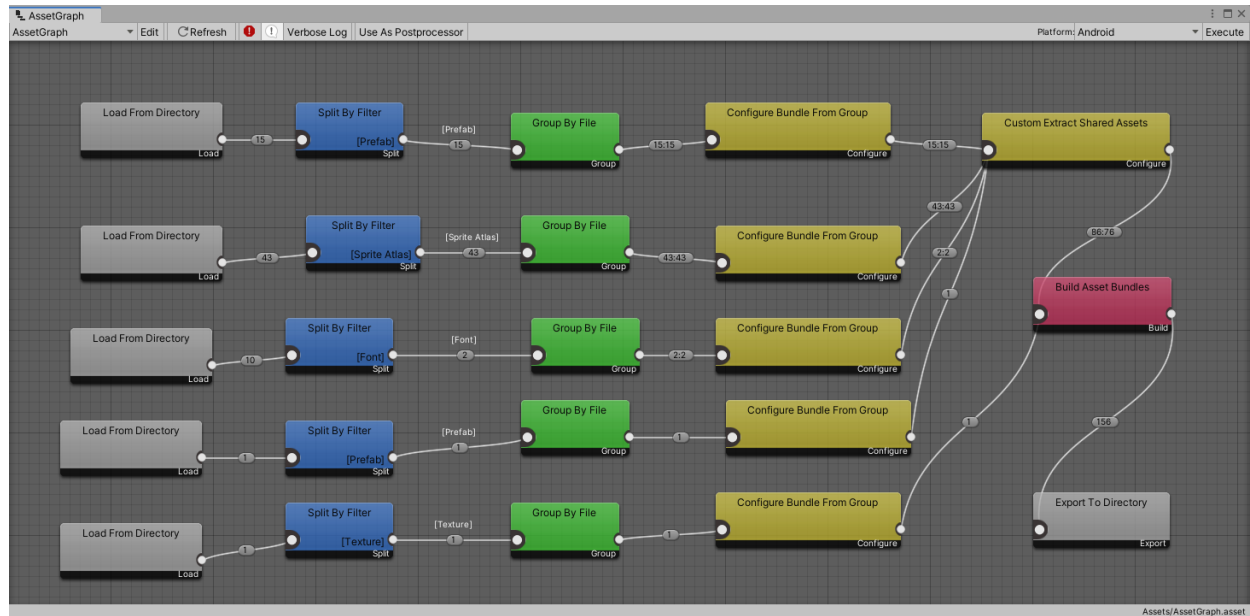 AssetGraph
AssetGraph Edit Refresh Verbose Log Use As Postprocessor Platform: Android Execute
Load From Directory
Load
15
Split By Filter
[Prefab]
Split
[Prefab]
15
Group By File
Group
15:15
Configure Bundle From Group
Configure
15:15
Custom Extract Shared Assets
Configure
Load From Directory
Load
43
Split By Filter
[Sprite Atlas]
Split
[Sprite Atlas]
43
Group By File
Group
43:43
Configure Bundle From Group
Configure
43:43
2:2
1
86:76
Build Asset Bundles
Build
Load From Directory
Load
10
Split By Filter
[Font]
Split
[Font]
2
Group By File
Group
2:2
Configure Bundle From Group
Configure
Load From Directory
Load
1
Split By Filter
[Prefab]
Split
[Prefab]
1
Group By File
Group
1
Configure Bundle From Group
Configure
1
156
Load From Directory
Load
1
Split By Filter
[Texture]
Split
[Texture]
1
Group By File
Group
1
Configure Bundle From Group
Configure
Export To Directory
Export
Assets/AssetGraph.asset